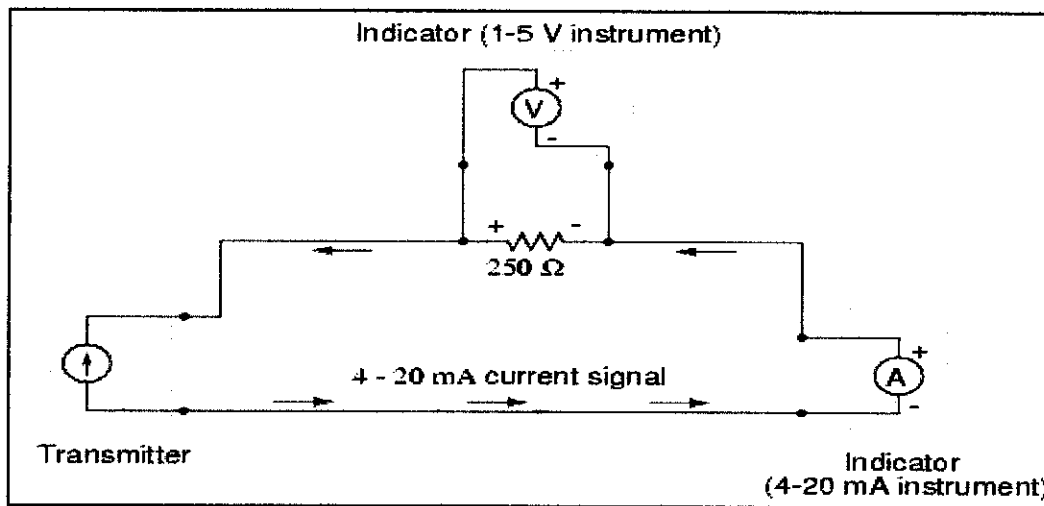 Indicator (1-5 V instrument)
+
V
-
+ -
250 Ω
4 - 20 mA current signal
+
A
-
Transmitter
Indicator
(4-20 mA instrument)